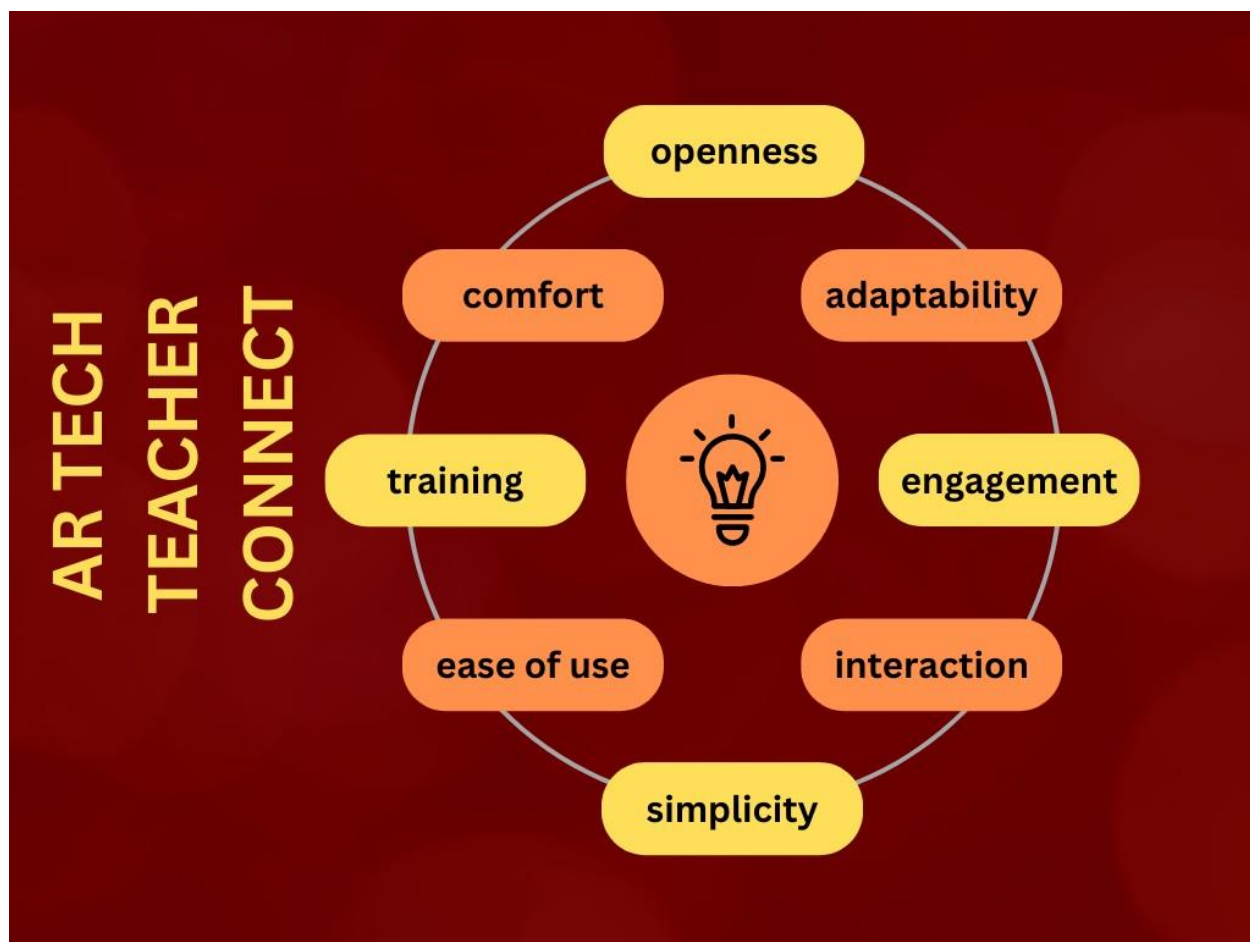 AR TECH
TEACHER
CONNECT
openness
comfort
adaptability
training
engagement
ease of use
interaction
simplicity